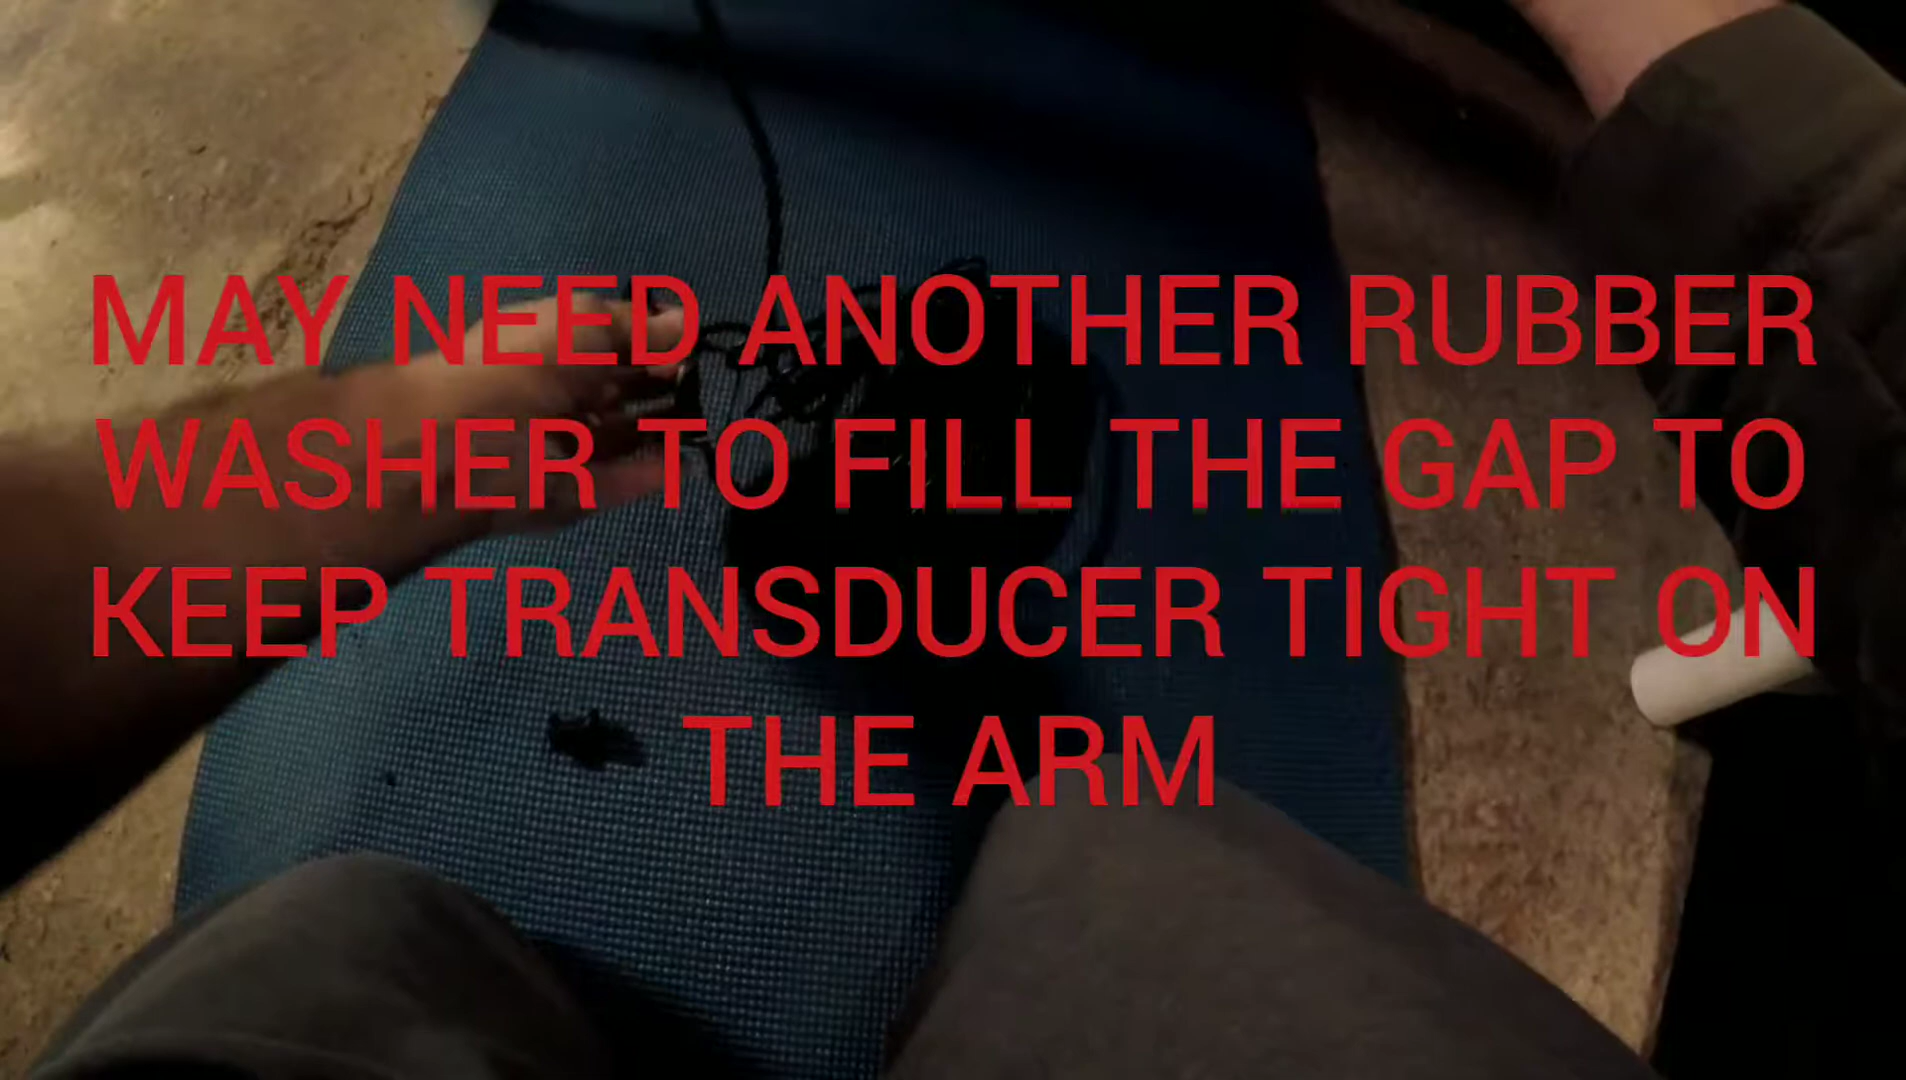 MAY NEED ANOTHER RUBBER
WASHER TO FILL THE GAP TO
KEEP TRANSDUCER TIGHT ON
THE ARM